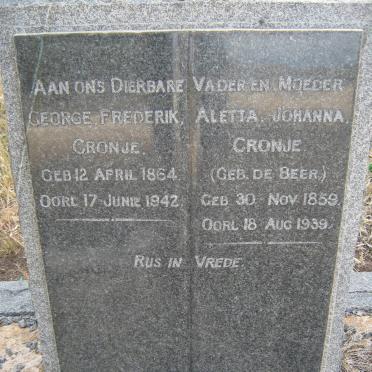 AAN ONS DIERBARE VADER EN MOEDER
GEORGE FREDERIK,
CRONJE.
GEB 12 APRIL 1864.
OORL 17 JUNIE 1942.
ALETTA JOHANNA,
CRONJE
(GEB. DE BEER.)
GEB. 30 NOV 1859.
OORL 18 AUG 1939.
RUS IN VREDE.